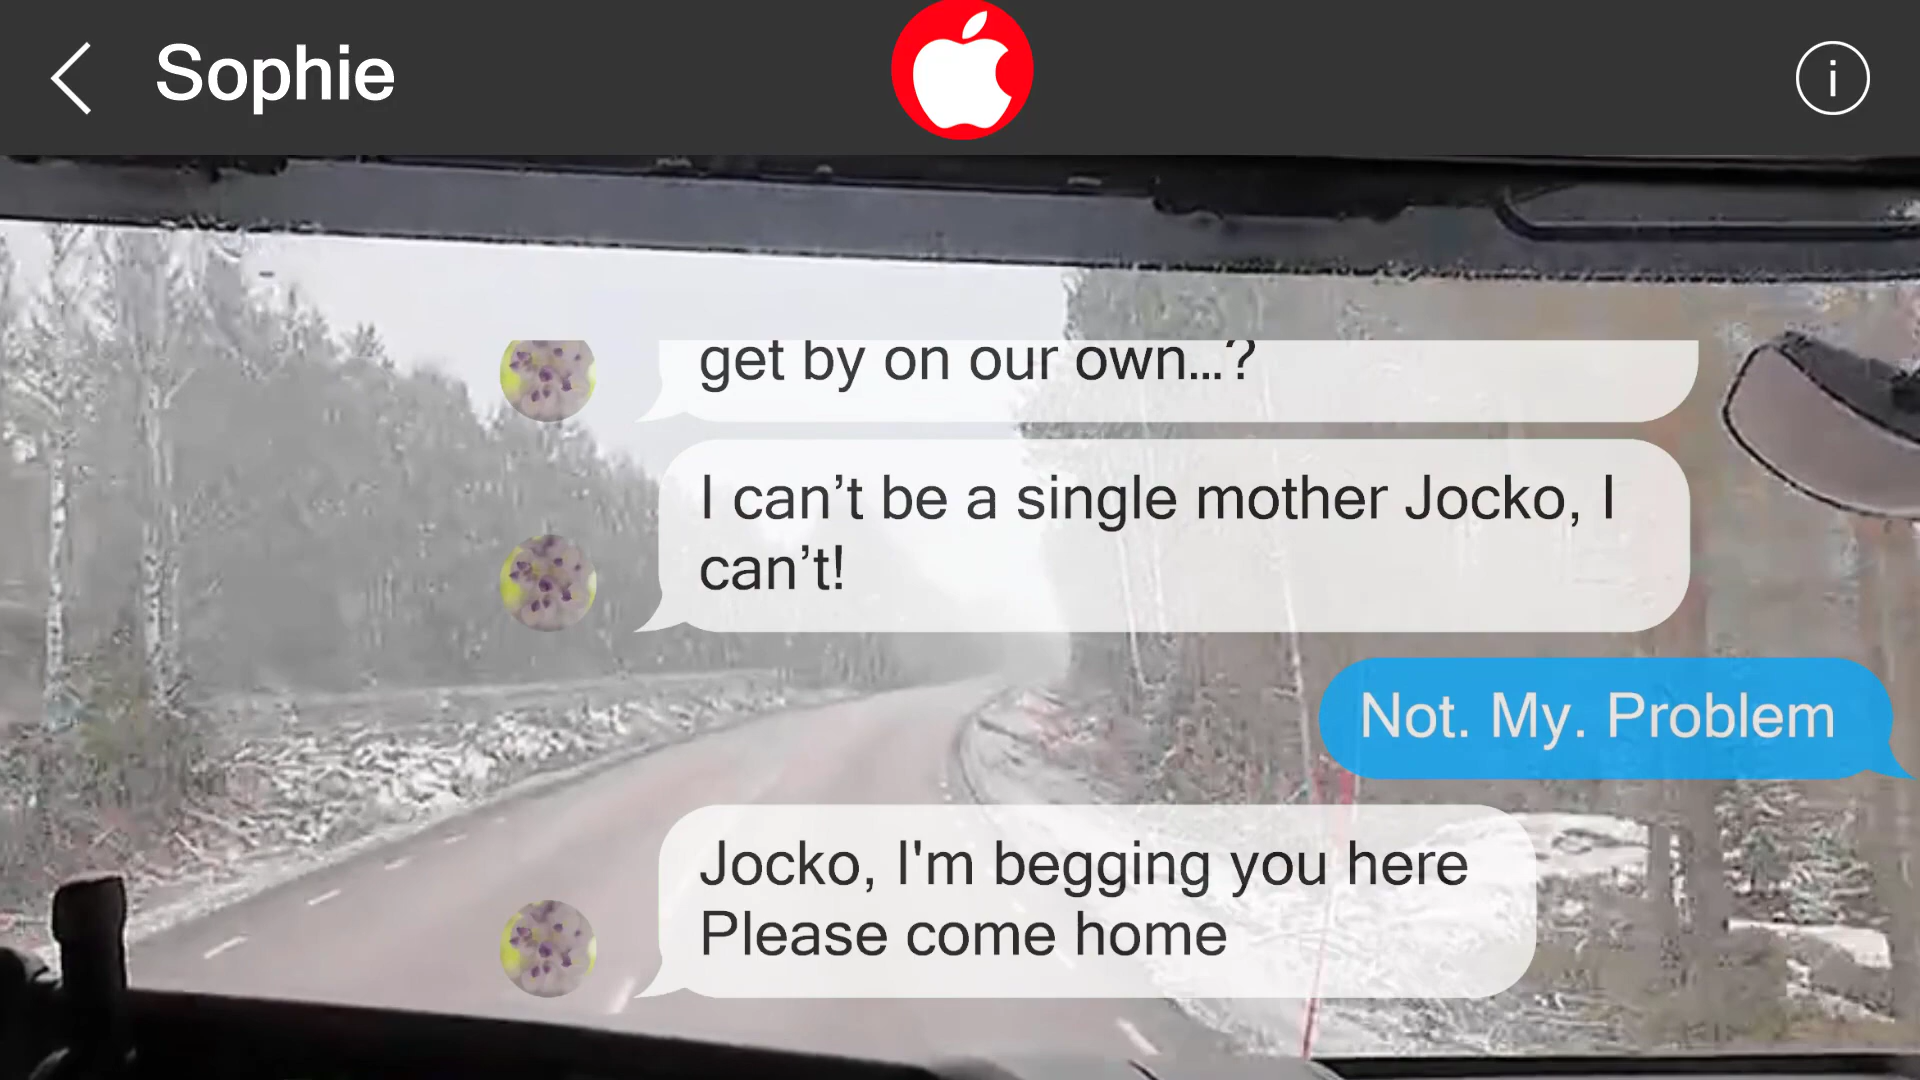 Sophie
i
get by on our own...?
I can’t be a single mother Jocko, I
can’t!
Not. My. Problem
Jocko, I'm begging you here
Please come home